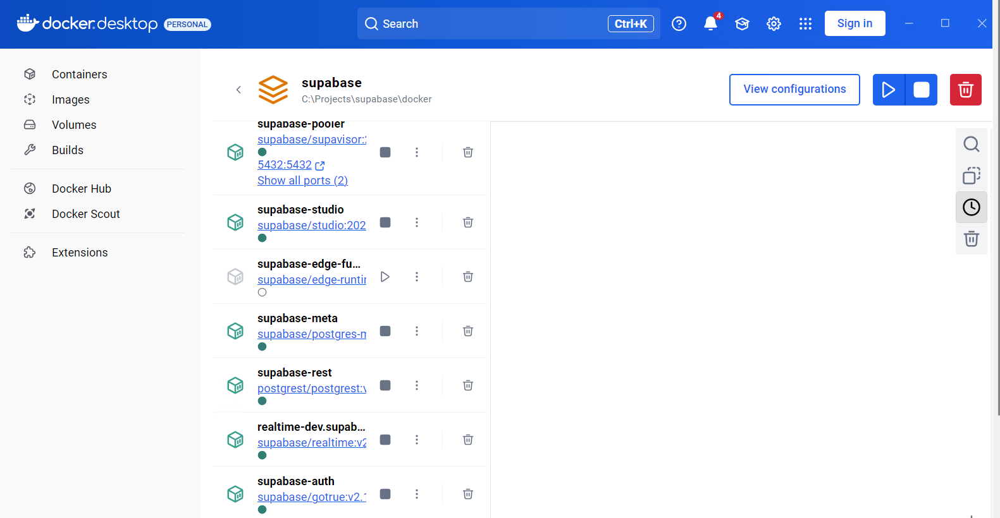 docker.desktop PERSONAL
Search
Ctrl+K
4
Sign in
Containers
Images
Volumes
Builds
Docker Hub
Docker Scout
Extensions
supabase
C:\Projects\supabase\docker
View configurations
supabase-pooler
supabase/supavisor:
5432:5432
Show all ports (2)
supabase-studio
supabase/studio:202
supabase-edge-fu...
supabase/edge-runtin
supabase-meta
supabase/postgres-m
supabase-rest
postgrest/postgrest:v
realtime-dev.supab...
supabase/realtime:v2
supabase-auth
supabase/gotrue:v2.1